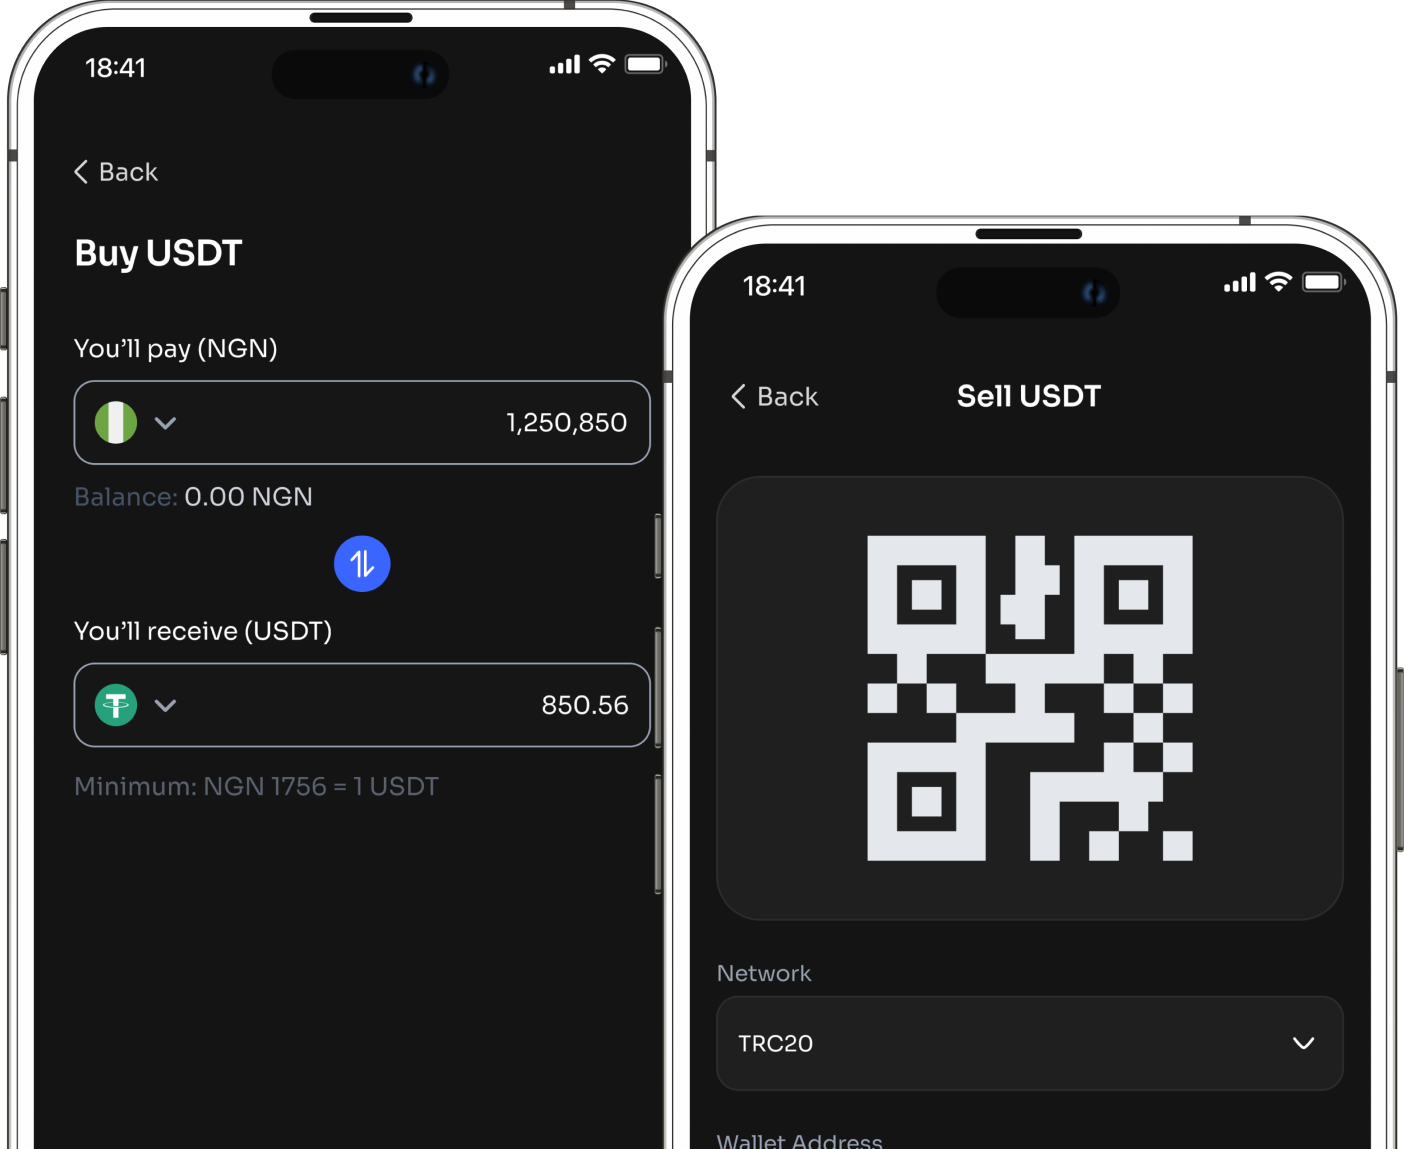 18:41
Back
Buy USDT
You'll pay (NGN)
1,250,850
Balance: 0.00 NGN
You'll receive (USDT)
850.56
Minimum: NGN 1756 = 1 USDT
18:41
Back
Sell USDT
Network
TRC20
Wallet Address